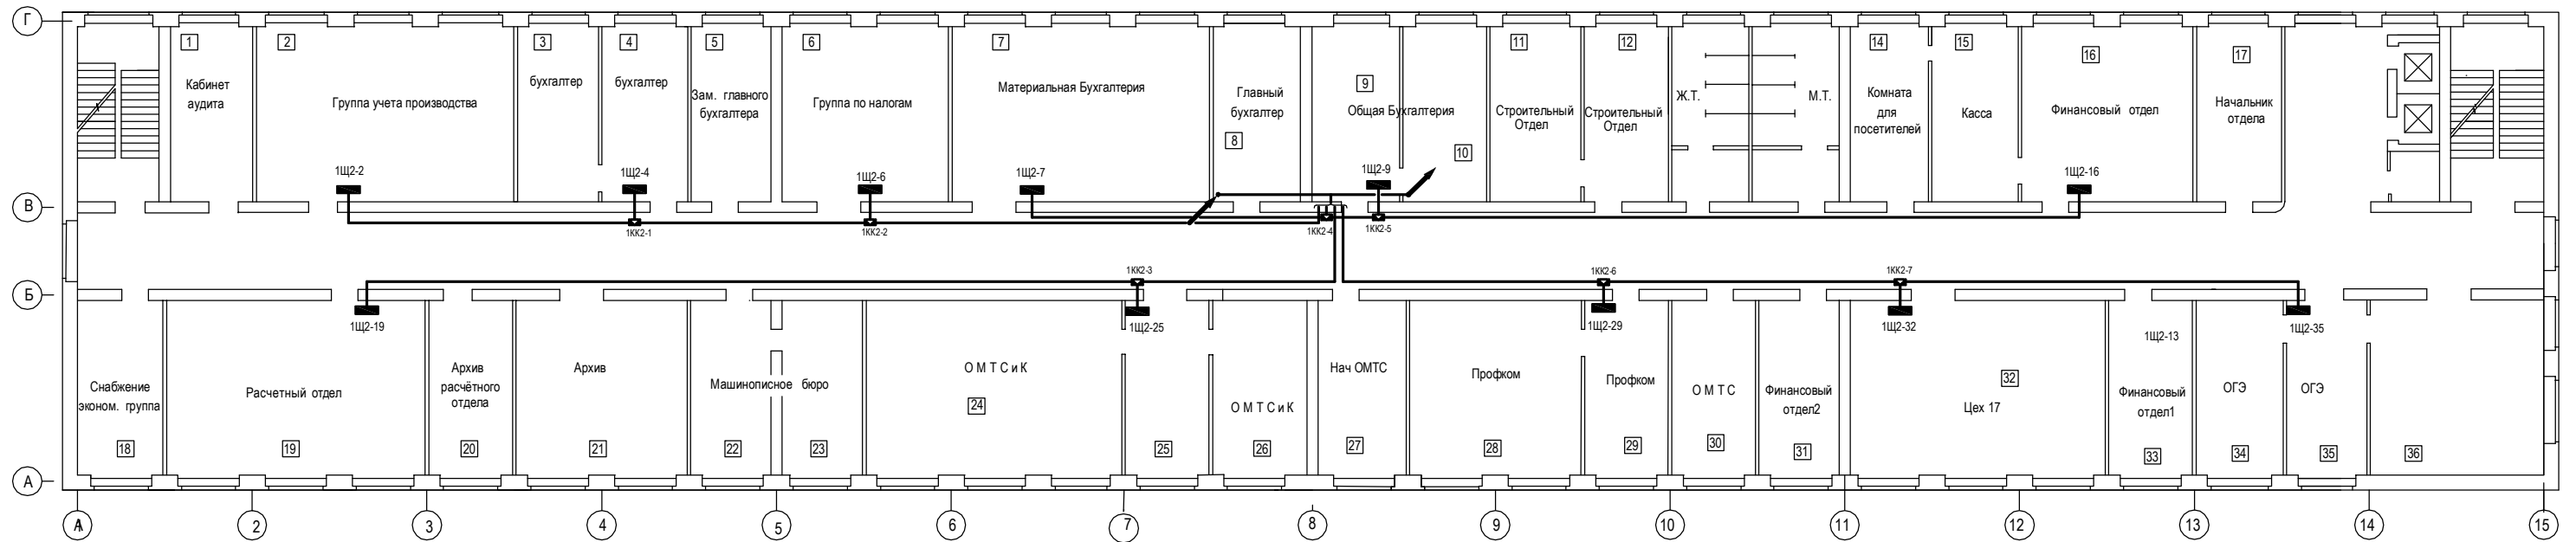 Г
1
2
3
4
5
6
7
11
12
14
15
16
17
Кабинет
аудита
Группа учета производства
бухгалтер
бухгалтер
Зам. главного
бухгалтера
Группа по налогам
Материальная Бухгалтерия
Главный
бухгалтер
8
9
Общая Бухгалтерия
10
Строительный
Отдел
Строительный
Отдел
Ж.Т.
М.Т.
Комната
для
посетителей
Касса
Финансовый отдел
Начальник
отдела
1Щ2-2
1Щ2-4
1Щ2-6
1Щ2-7
1Щ2-9
1Щ2-16
В
1КК2-1
1КК2-2
1КК2-4
1КК2-5
Б
1КК2-3
1КК2-6
1КК2-7
1Щ2-19
1Щ2-25
1Щ2-29
1Щ2-32
1Щ2-13
1Щ2-35
Снабжение
эконом. группа
Расчетный отдел
Архив
расчётного
отдела
Архив
Машинописное бюро
О М Т С и К
24
О М Т С и К
Нач ОМТС
Профком
Профком
О М Т С
Финансовый
отдел2
32
Цех 17
Финансовый
отдел1
ОГЭ
ОГЭ
18
19
20
21
22
23
25
26
27
28
29
30
31
33
34
35
36
А
2
3
4
5
6
7
8
9
10
11
12
13
14
15